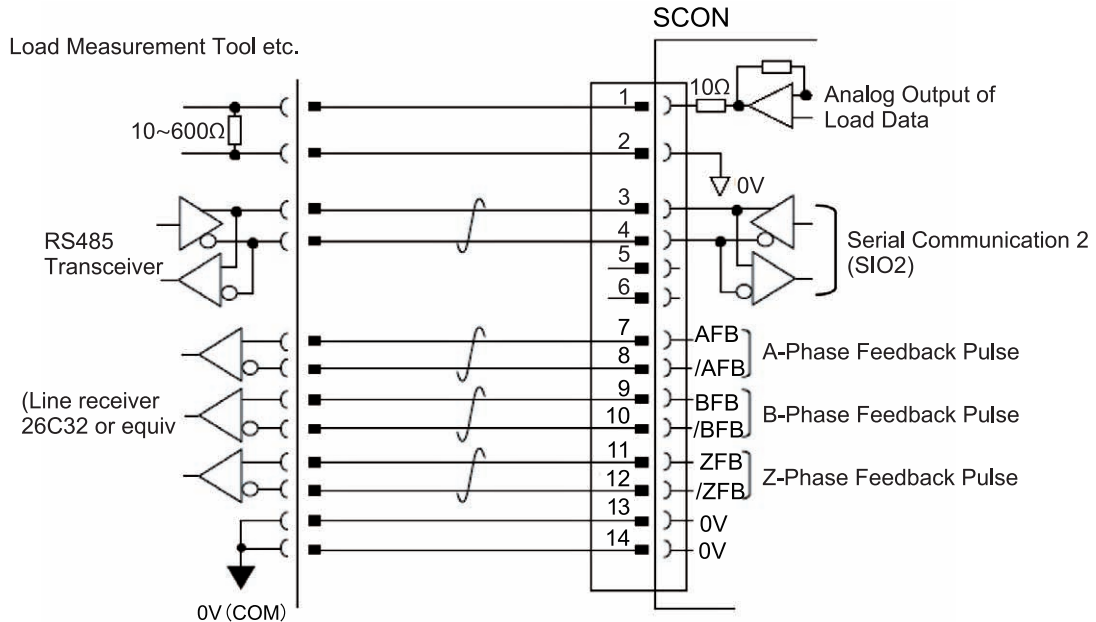 SCON
Load Measurement Tool etc.
10~600Ω
1
10Ω
Analog Output of
Load Data
2
0V
RS485
Transceiver
3
4
5
6
Serial Communication 2
(SIO2)
7
AFB
8
/AFB
A-Phase Feedback Pulse
(Line receiver
26C32 or equiv
9
BFB
10
/BFB
B-Phase Feedback Pulse
11
ZFB
12
/ZFB
Z-Phase Feedback Pulse
13
0V
14
0V
0V(COM)